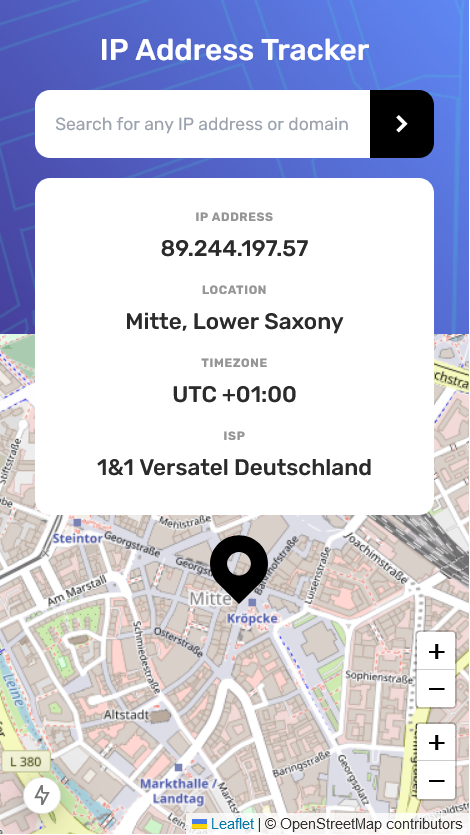 IP Address Tracker
Search for any IP address or domain
IP ADDRESS
89.244.197.57
LOCATION
Mitte, Lower Saxony
TIMEZONE
UTC +01:00
ISP
1&1 Versatel Deutschland
Mehlstraße
Steintor
Georgstraße
Bahnhofstraße
Joachimstraße
Luisenstraße
Am Marstall
Mitte
Kröpcke
Osterstraße
Schmiedestraße
Sophienstraße
Leine
Altstadt
Baringstraße
Georgsplatz
L 380
Markthalle /
Landtag
+
−
+
−
Leaflet | © OpenStreetMap contributors